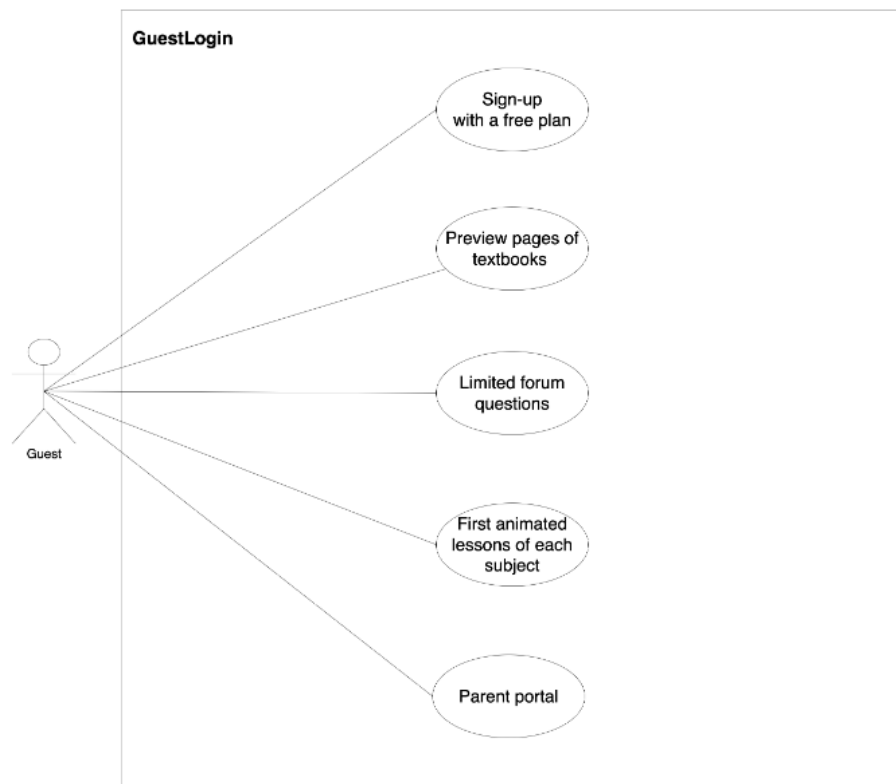 GuestLogin
Sign-up
with a free plan
Preview pages of
textbooks
Limited forum
questions
Guest
First animated
lessons of each
subject
Parent portal